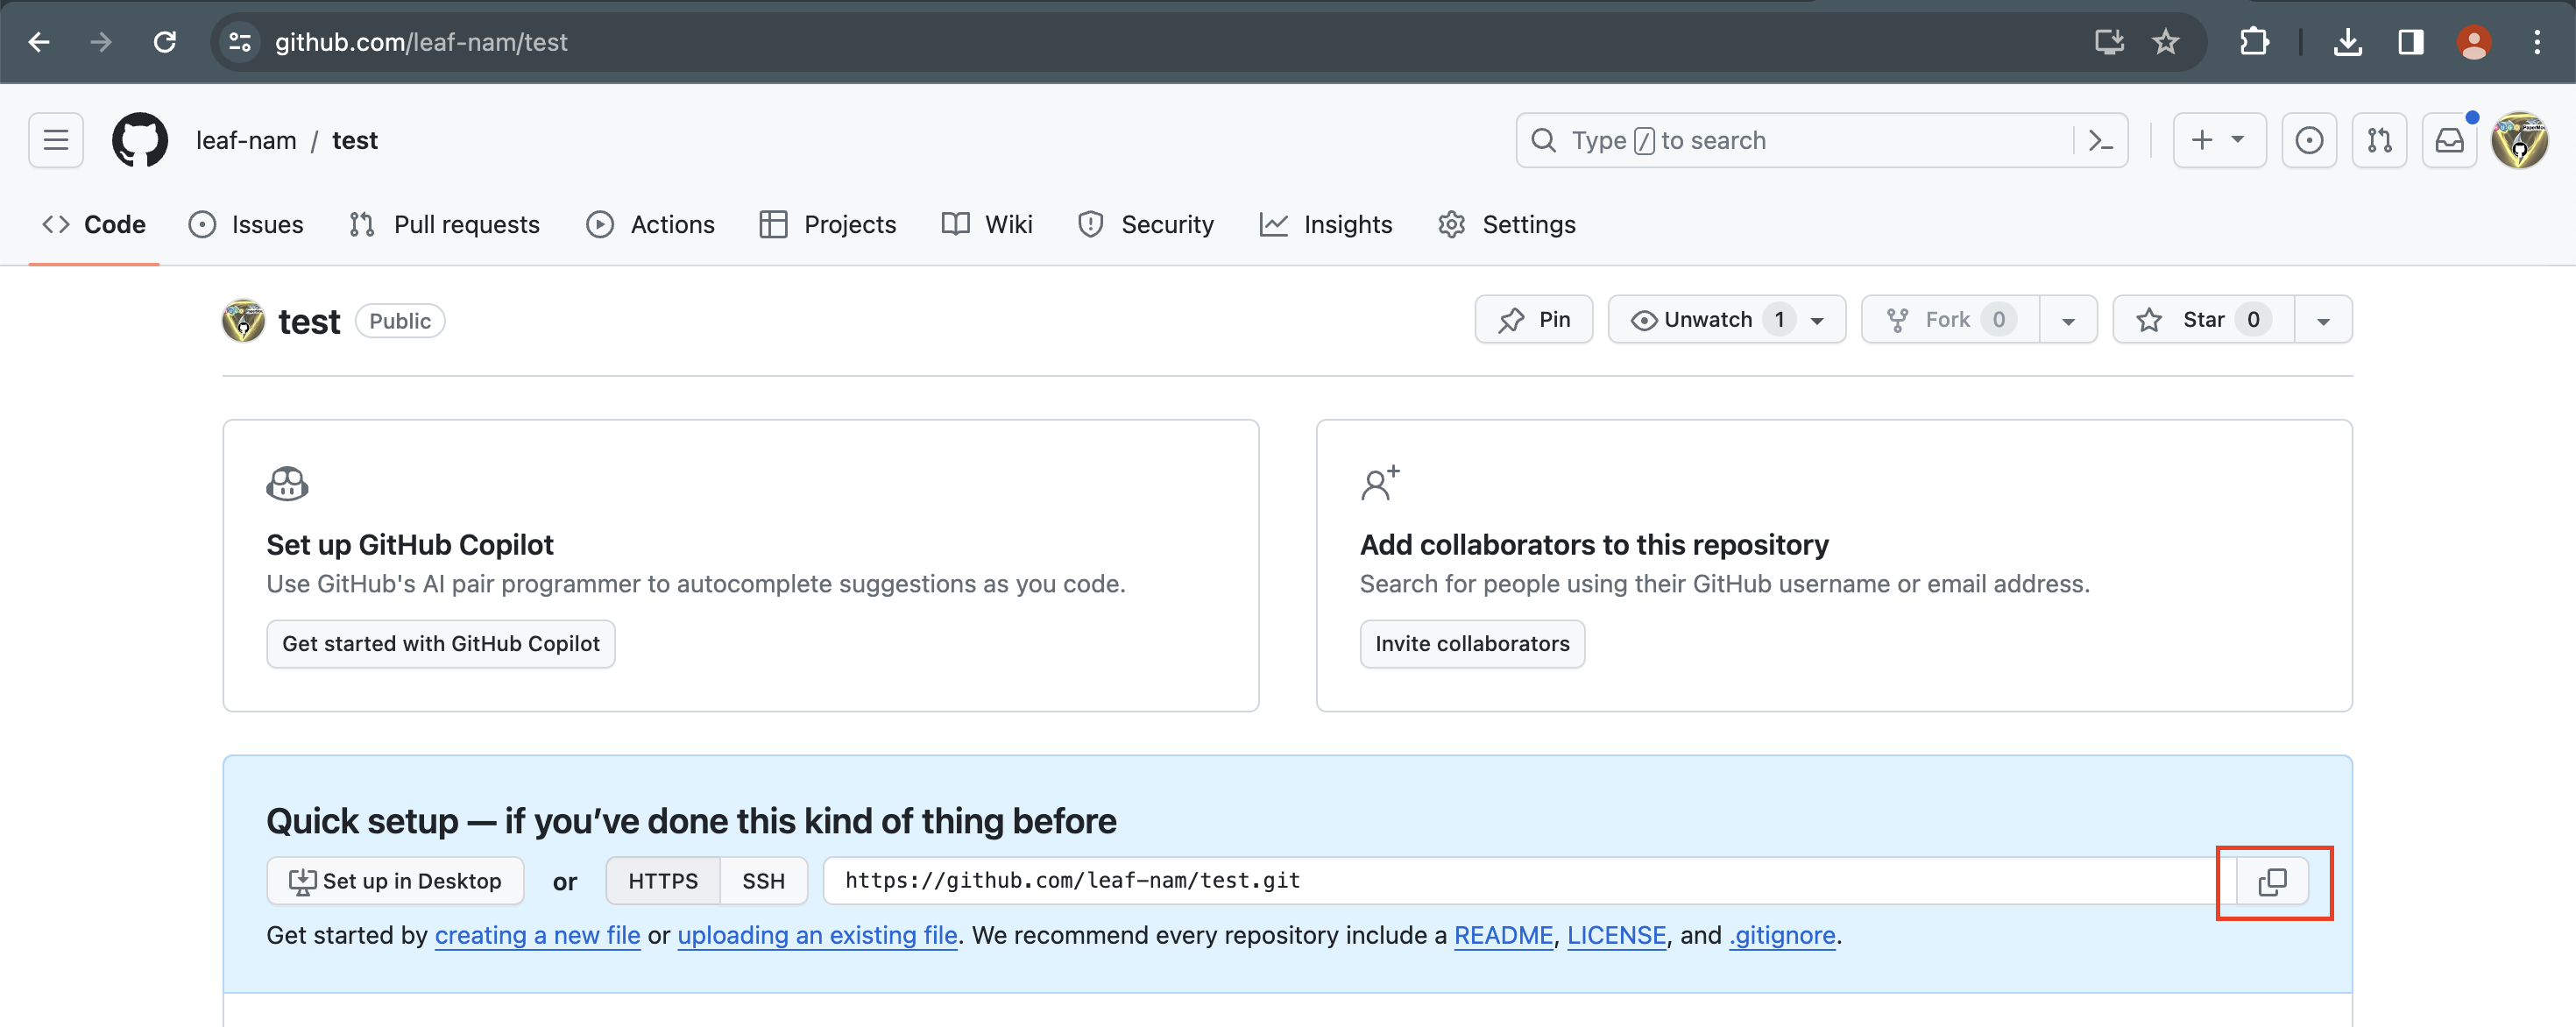 github.com/leaf-nam/test
leaf-nam / test
Type / to search
Code Issues Pull requests Actions Projects Wiki Security Insights Settings
test Public Pin Unwatch 1 Fork 0 Star 0
Set up GitHub Copilot
Use GitHub's AI pair programmer to autocomplete suggestions as you code.
Get started with GitHub Copilot
Add collaborators to this repository
Search for people using their GitHub username or email address.
Invite collaborators
Quick setup — if you’ve done this kind of thing before
Set up in Desktop or HTTPS SSH https://github.com/leaf-nam/test.git
Get started by creating a new file or uploading an existing file. We recommend every repository include a README, LICENSE, and .gitignore.